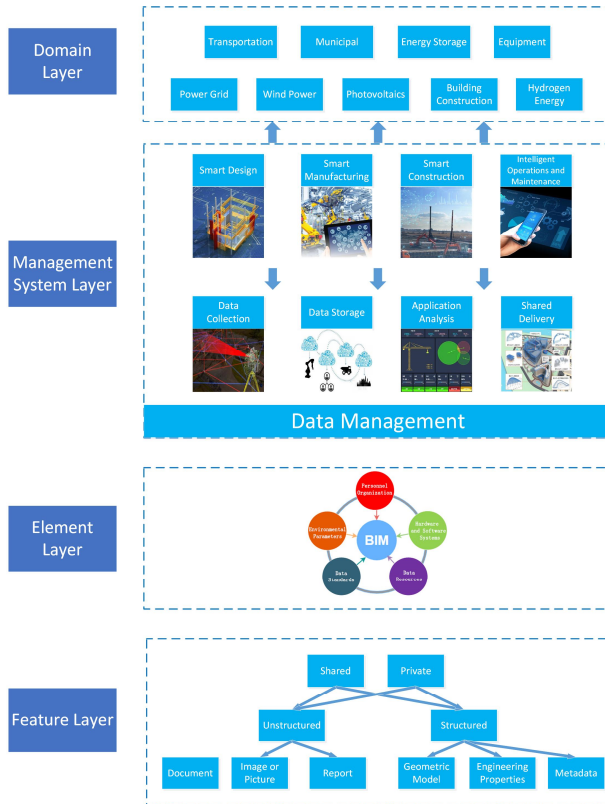 Domain
Layer
Transportation
Municipal
Energy Storage
Equipment
Power Grid
Wind Power
Photovoltaics
Building
Construction
Hydrogen
Energy
Management
System Layer
Smart Design
Smart
Manufacturing
Smart
Construction
Intelligent
Operations and
Maintenance
Data
Collection
Data Storage
Application
Analysis
Shared
Delivery
Data Management
Element
Layer
Personnel
Organization
Environmental
Parameters
Hardware
and Software
Systems
BIM
Data
Standards
Data
Resources
Feature Layer
Shared
Private
Unstructured
Structured
Document
Image or
Picture
Report
Geometric
Model
Engineering
Properties
Metadata